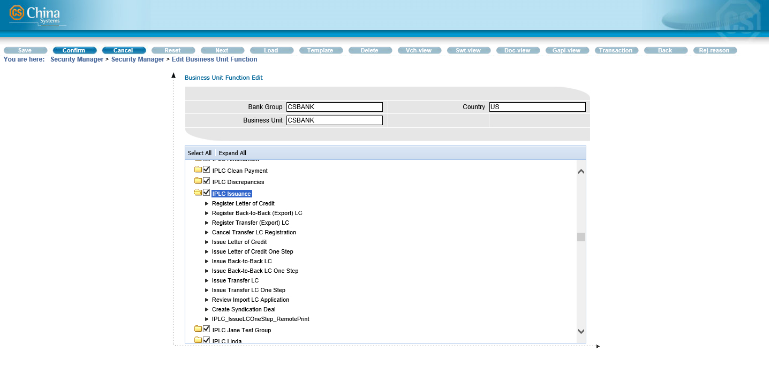 CS China
Systems
Save Confirm Cancel Reset Next Load Template Delete Vch view Swt view Doc view Gapi view Transaction Back Raj reason
You are here: Security Manager > Security Manager > Edit Business Unit Function
Business Unit Function Edit
Bank Group CSBANK Country US
Business Unit CSBANK
Select All Expand All
IPLC Clean Payment
IPLC Discrepancies
IPLC Issuance
Register Letter of Credit
Register Back-to-Back (Export) LC
Register Transfer (Export) LC
Cancel Transfer LC Registration
Issue Letter of Credit
Issue Letter of Credit One Step
Issue Back-to-Back LC
Issue Back-to-Back LC One Step
Issue Transfer LC
Issue Transfer LC One Step
Review Import LC Application
Create Syndication Deal
IPLC_IssueLCOneStep_RemotePrint
IPLC Jane Test Group
IPLC Linda